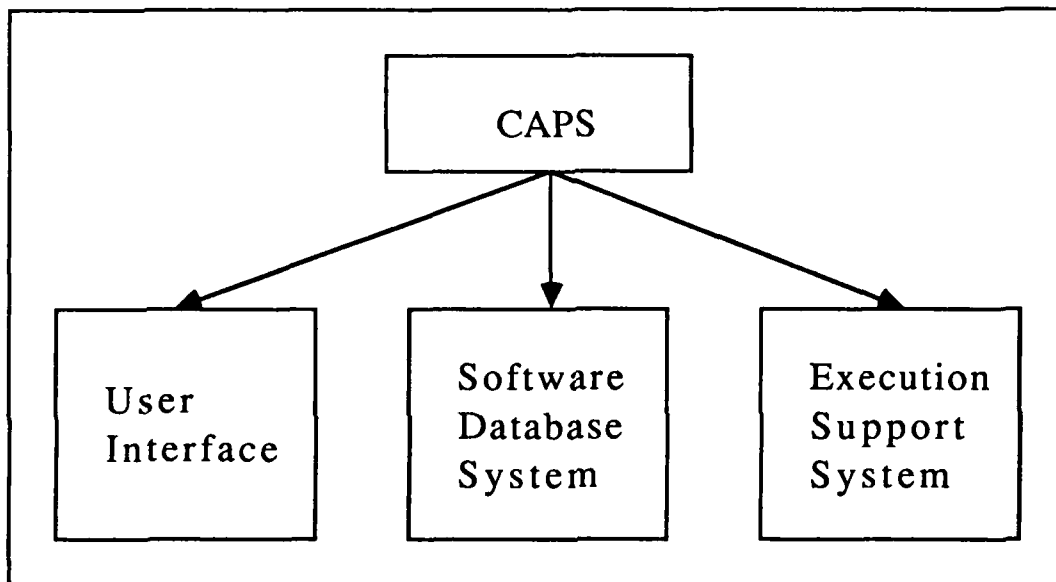 CAPS
User
Interface
Software
Database
System
Execution
Support
System